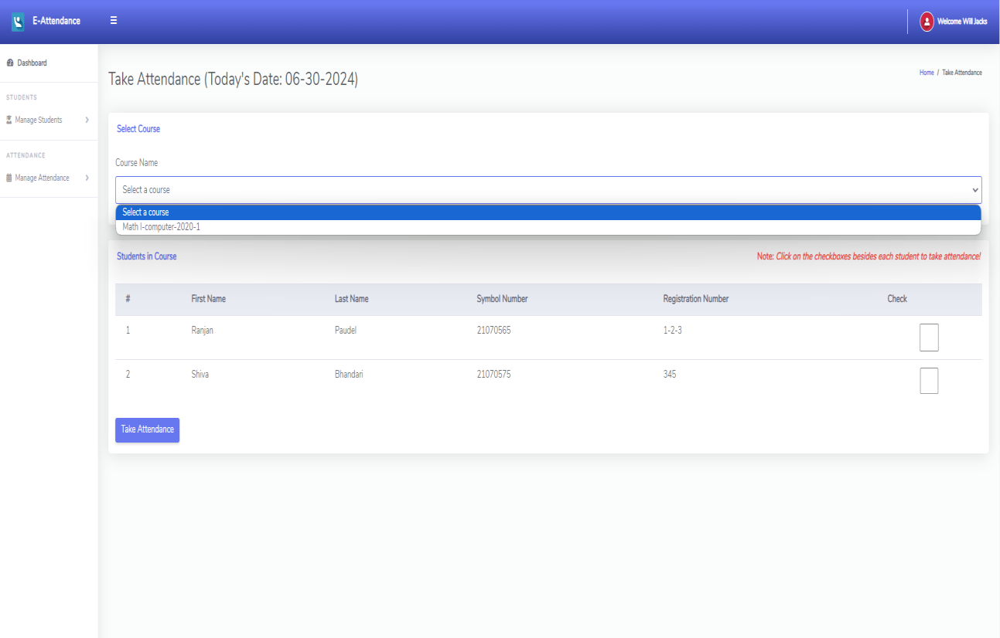 E-Attendance
Welcome Will Jacks
Dashboard
STUDENTS
Manage Students
ATTENDANCE
Manage Attendance
Take Attendance (Today's Date: 06-30-2024)
Home / Take Attendance
Select Course
Course Name
Select a course
Select a course
Math I-computer-2020-1
Students in Course
Note: Click on the checkboxes besides each student to take attendance!
# First Name Last Name Symbol Number Registration Number Check
1 Ranjan Paudel 21070565 1-2-3
2 Shiva Bhandari 21070575 345
Take Attendance